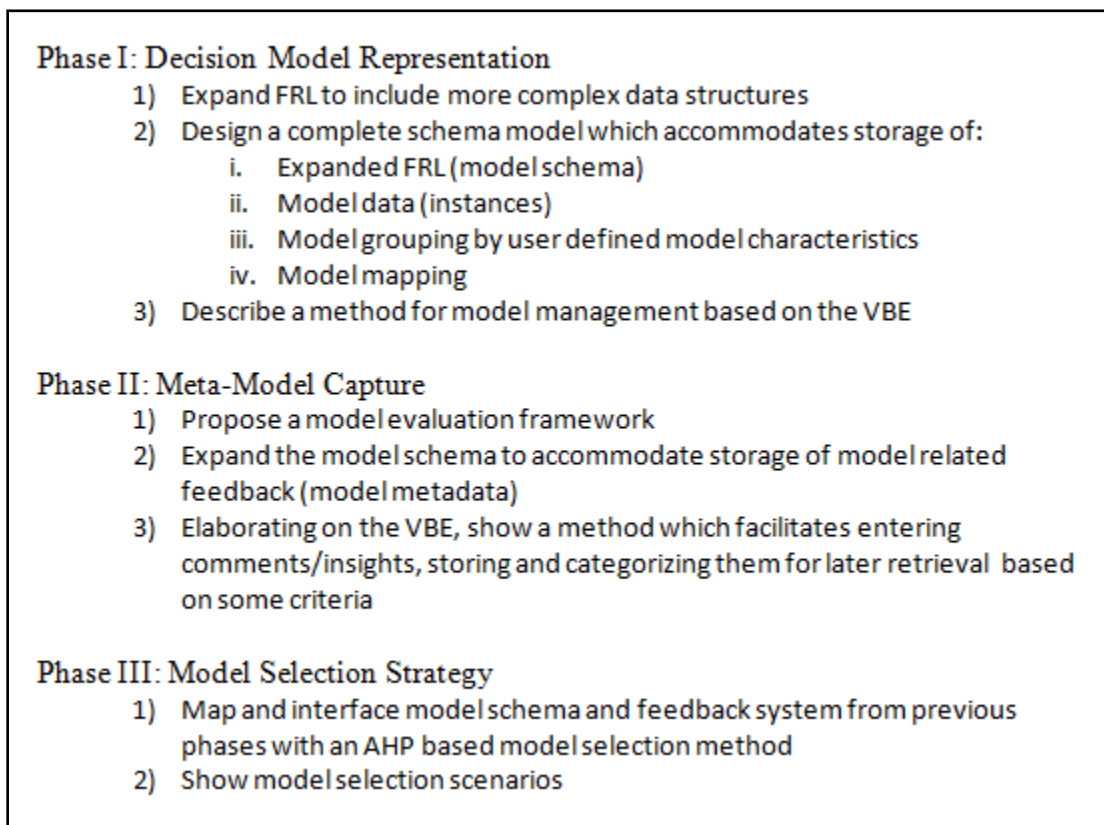 Phase I: Decision Model Representation
1) Expand FRL to include more complex data structures
2) Design a complete schema model which accommodates storage of:
i. Expanded FRL (model schema)
ii. Model data (instances)
iii. Model grouping by user defined model characteristics
iv. Model mapping
3) Describe a method for model management based on the VBE
Phase II: Meta-Model Capture
1) Propose a model evaluation framework
2) Expand the model schema to accommodate storage of model related
feedback (model metadata)
3) Elaborating on the VBE, show a method which facilitates entering
comments/insights, storing and categorizing them for later retrieval based
on some criteria
Phase III: Model Selection Strategy
1) Map and interface model schema and feedback system from previous
phases with an AHP based model selection method
2) Show model selection scenarios